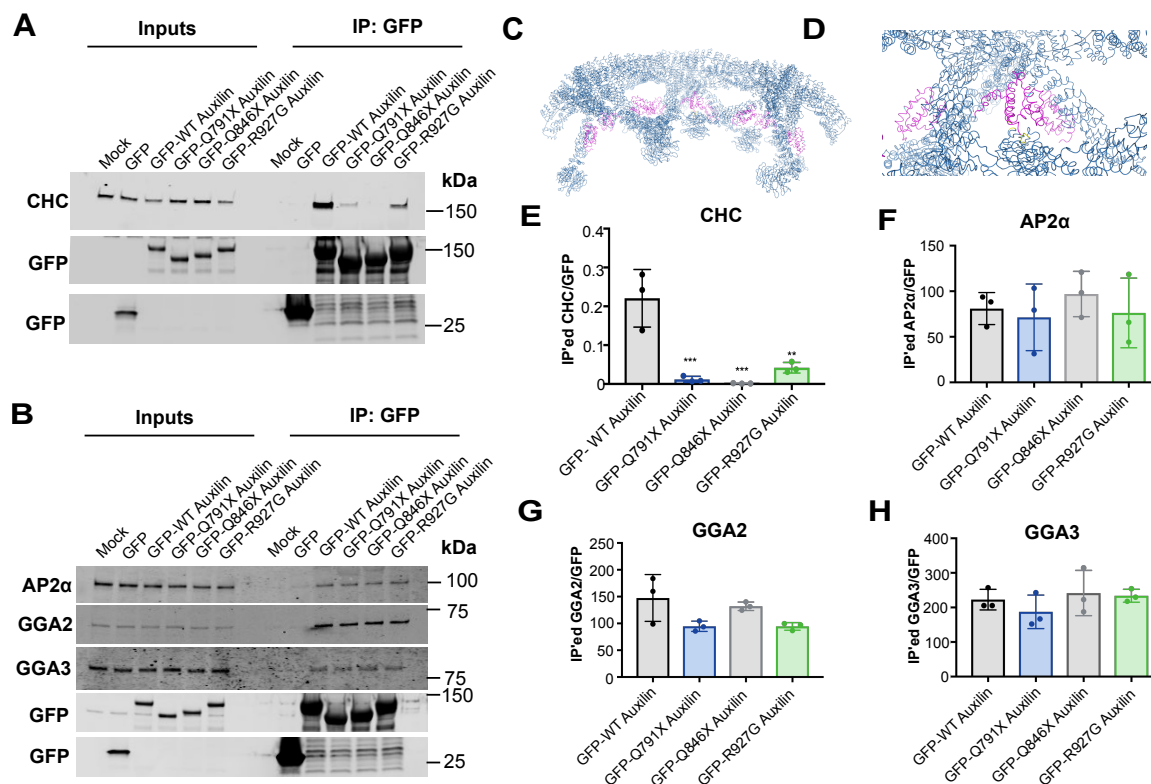 A
Inputs
IP: GFP
Mock
GFP
GFP-WT Auxilin
GFP-Q791X Auxilin
GFP-Q846X Auxilin
GFP-R927G Auxilin
Mock
GFP
GFP-WT Auxilin
GFP-Q791X Auxilin
GFP-Q846X Auxilin
GFP-R927G Auxilin
kDa
CHC
150
GFP
150
GFP
25
B
Inputs
IP: GFP
Mock
GFP
GFP-WT Auxilin
GFP-Q791X Auxilin
GFP-Q846X Auxilin
GFP-R927G Auxilin
Mock
GFP
GFP-WT Auxilin
GFP-Q791X Auxilin
GFP-Q846X Auxilin
GFP-R927G Auxilin
kDa
AP2α
100
75
GGA2
GGA3
75
150
GFP
GFP
25
C
D
E
CHC
IP'ed CHC/GFP
0.4
0.3
0.2
0.1
0
***
***
**
GFP- WT Auxilin
GFP-Q791X Auxilin
GFP-Q846X Auxilin
GFP-R927G Auxilin
F
AP2α
IP'ed AP2α/GFP
150
100
50
0
GFP-WT Auxilin
GFP-Q791X Auxilin
GFP-Q846X Auxilin
GFP-R927G Auxilin
G
GGA2
IP'ed GGA2/GFP
250
200
150
100
50
0
GFP-WT Auxilin
GFP-Q791X Auxilin
GFP-Q846X Auxilin
GFP-R927G Auxilin
H
GGA3
IP'ed GGA3/GFP
400
300
200
100
0
GFP-WT Auxilin
GFP-Q791X Auxilin
GFP-Q846X Auxilin
GFP-R927G Auxilin